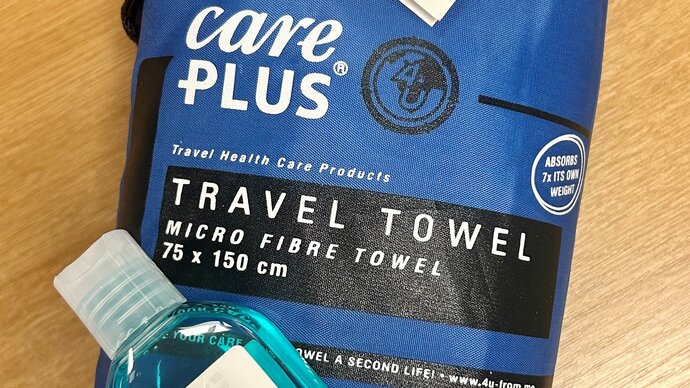 care
PLUS®
4U
Travel Health Care Products
ABSORBS
7x ITS OWN
WEIGHT
TRAVEL TOWEL
MICRO FIBRE TOWEL
75 x 150 cm
E YOUR CARE
OWEL A SECOND LIFE! • www.4u-from.m